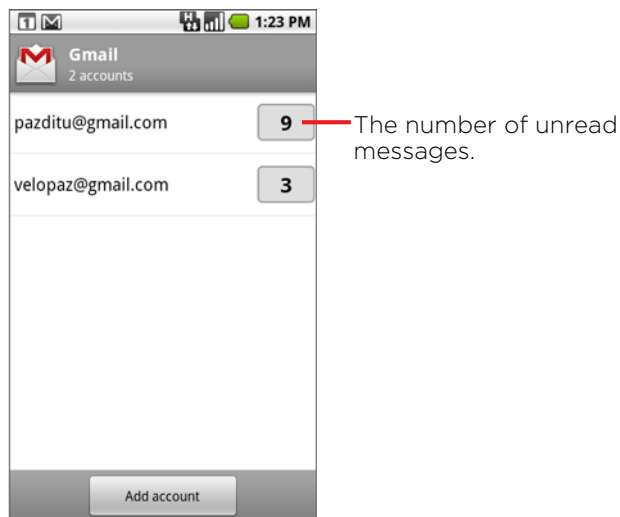 1 1:23 PM
Gmail
2 accounts
pazditu@gmail.com 9
The number of unread
messages.
velopaz@gmail.com 3
Add account